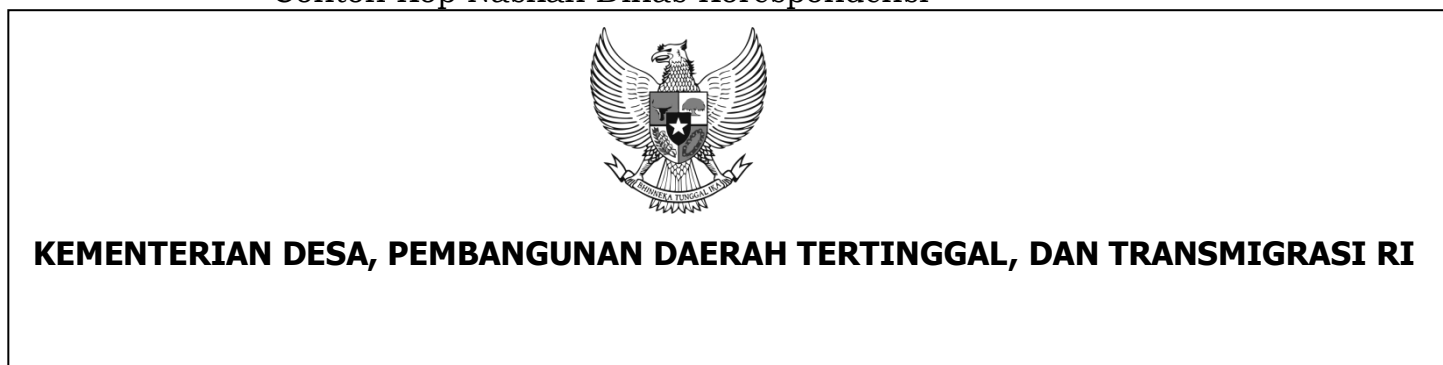 Contoh Kop Naskah Dinas Korespondensi
BHINNEKA TUNGGAL IKA
KEMENTERIAN DESA, PEMBANGUNAN DAERAH TERTINGGAL, DAN TRANSMIGRASI RI